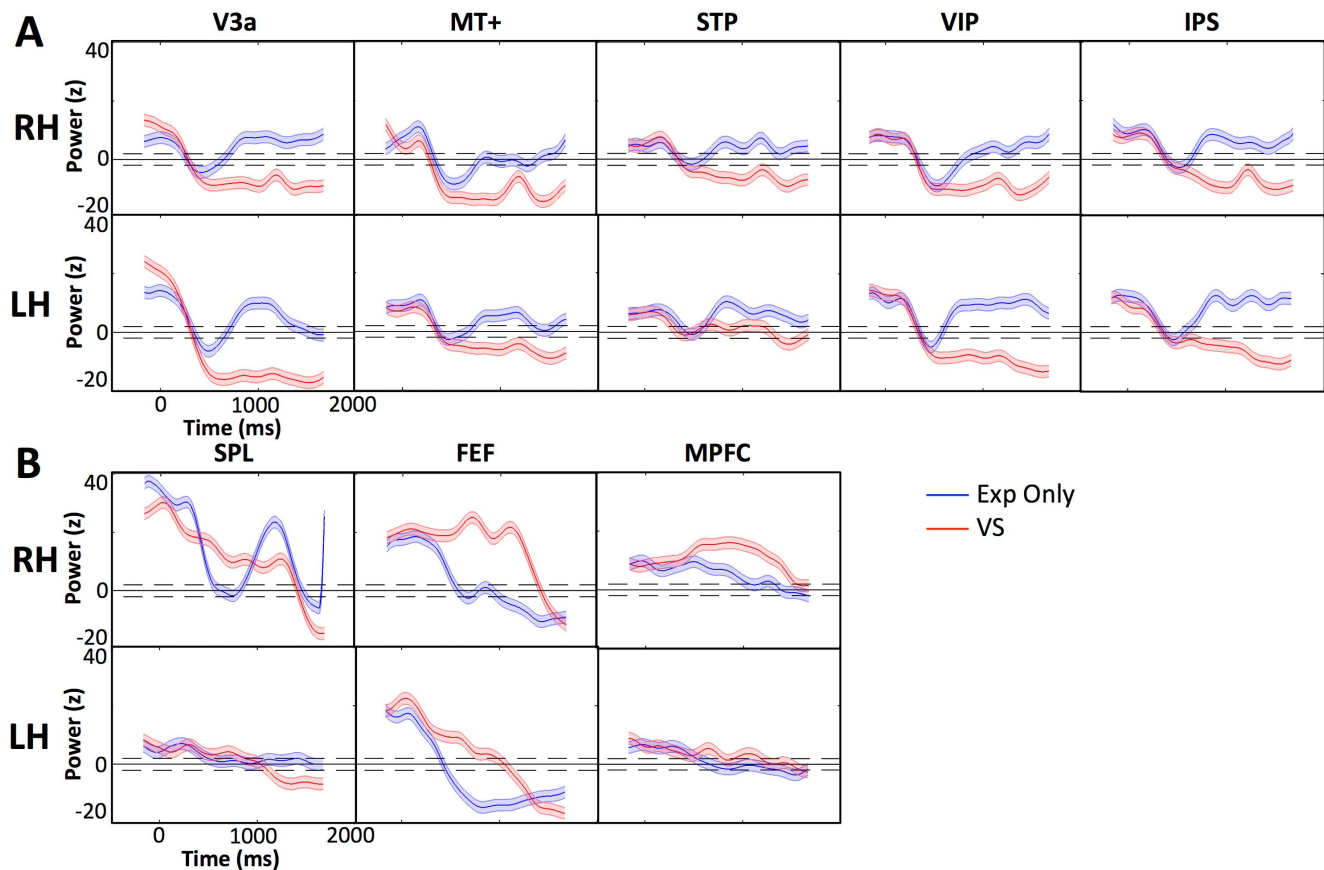 A
V3a MT+ STP VIP IPS
RH
Power (z)
40
0
-20
LH
Power (z)
40
0
-20
0 1000 2000
Time (ms)
B
SPL FEF MPFC
RH
Power (z)
40
0
-20
Exp Only
VS
LH
Power (z)
40
0
-20
0 1000 2000
Time (ms)